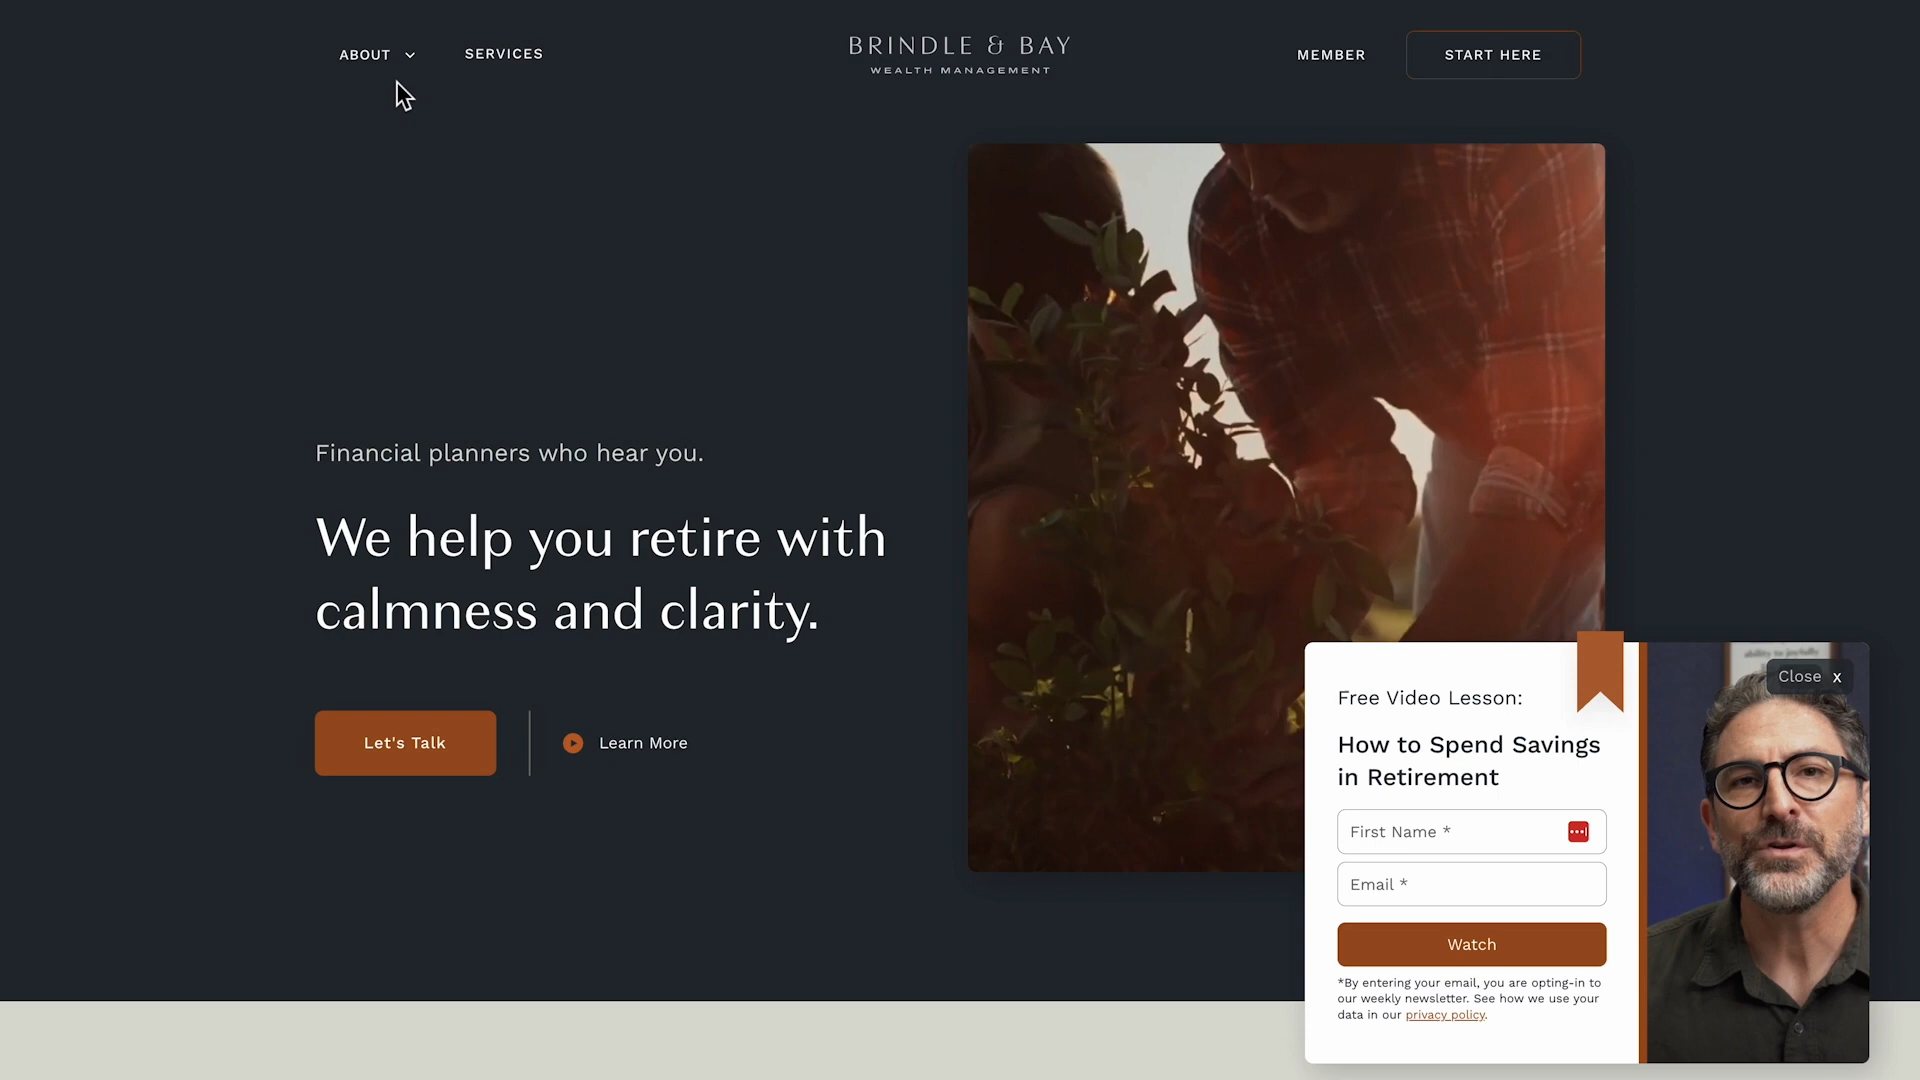 ABOUT
SERVICES
BRINDLE & BAY
WEALTH MANAGEMENT
MEMBER
START HERE
Financial planners who hear you.
We help you retire with
calmness and clarity.
Let's Talk
Learn More
ability to joyfully
Close x
Free Video Lesson:
How to Spend Savings
in Retirement
First Name *
Email *
Watch
*By entering your email, you are opting-in to
our weekly newsletter. See how we use your
data in our privacy policy.